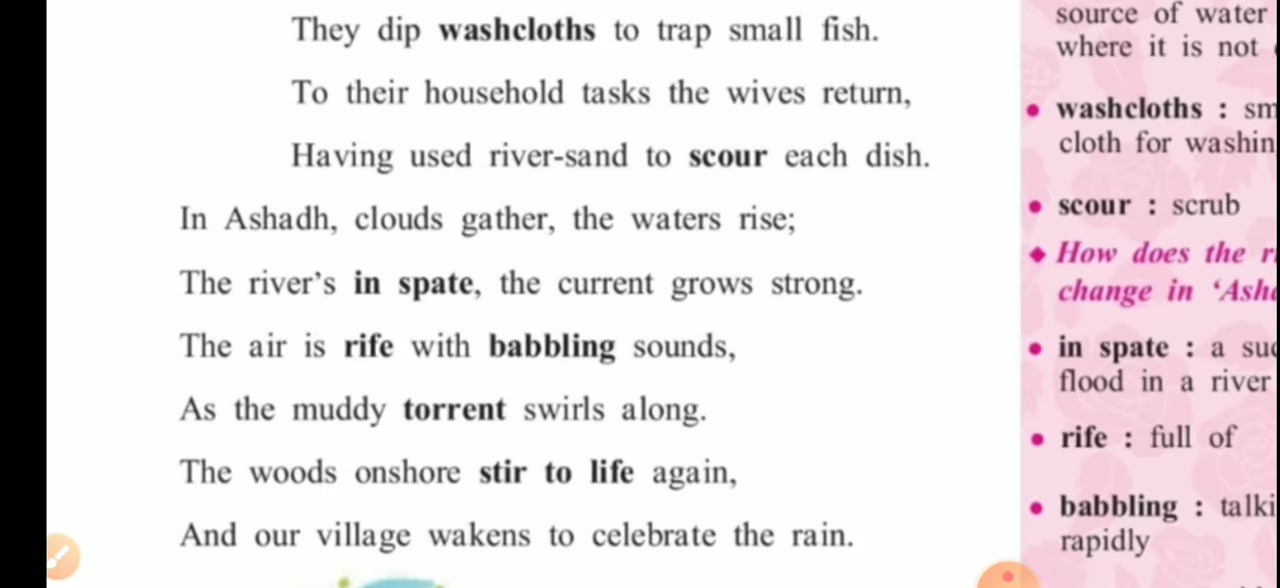 They dip washcloths to trap small fish.
To their household tasks the wives return,
Having used river-sand to scour each dish.
In Ashadh, clouds gather, the waters rise;
The river's in spate, the current grows strong.
The air is rife with babbling sounds,
As the muddy torrent swirls along.
The woods onshore stir to life again,
And our village wakens to celebrate the rain.
source of water
where it is not
• washcloths :
cloth for
• scour : scrub
◆ How does the
change in
• in spate : a
flood in a river
• rife : full of
• babbling :
rapidly